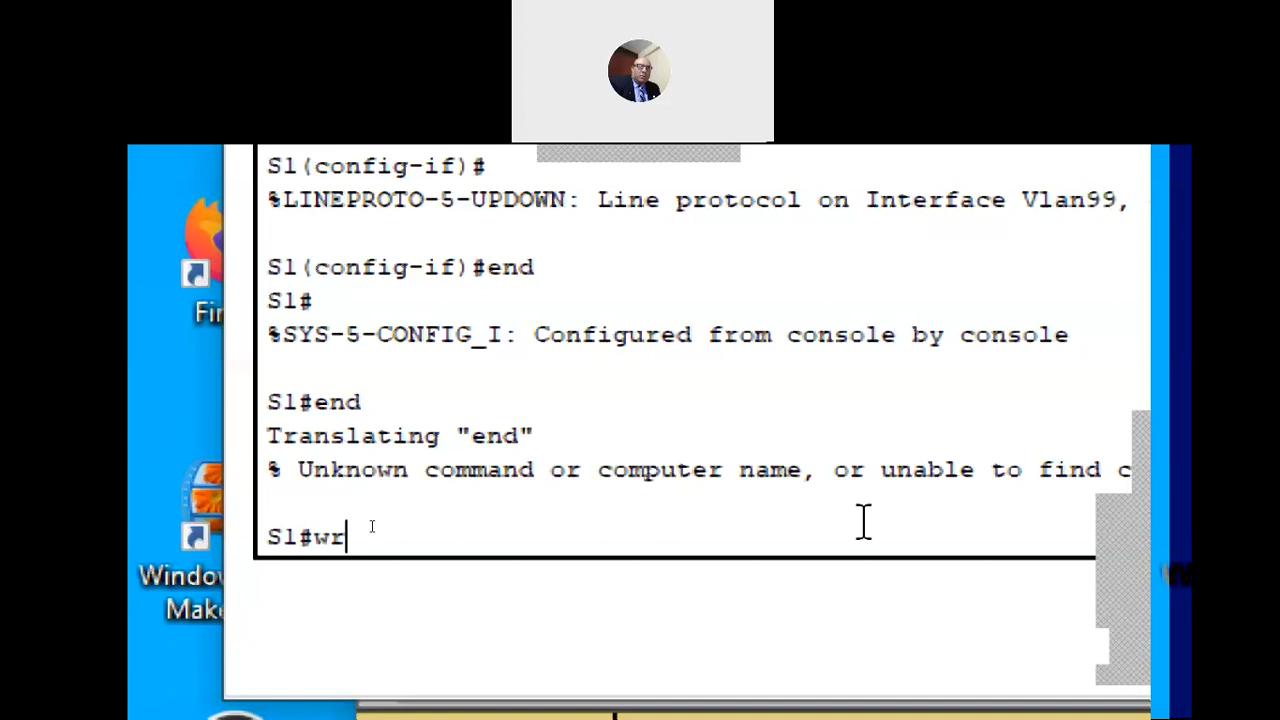 S1(config-if)#
%LINEPROTO-5-UPDOWN: Line protocol on Interface Vlan99,
S1(config-if)#end
S1#
%SYS-5-CONFIG_I: Configured from console by console
S1#end
Translating "end"
% Unknown command or computer name, or unable to find c
S1#wr
Fir
Window
Make